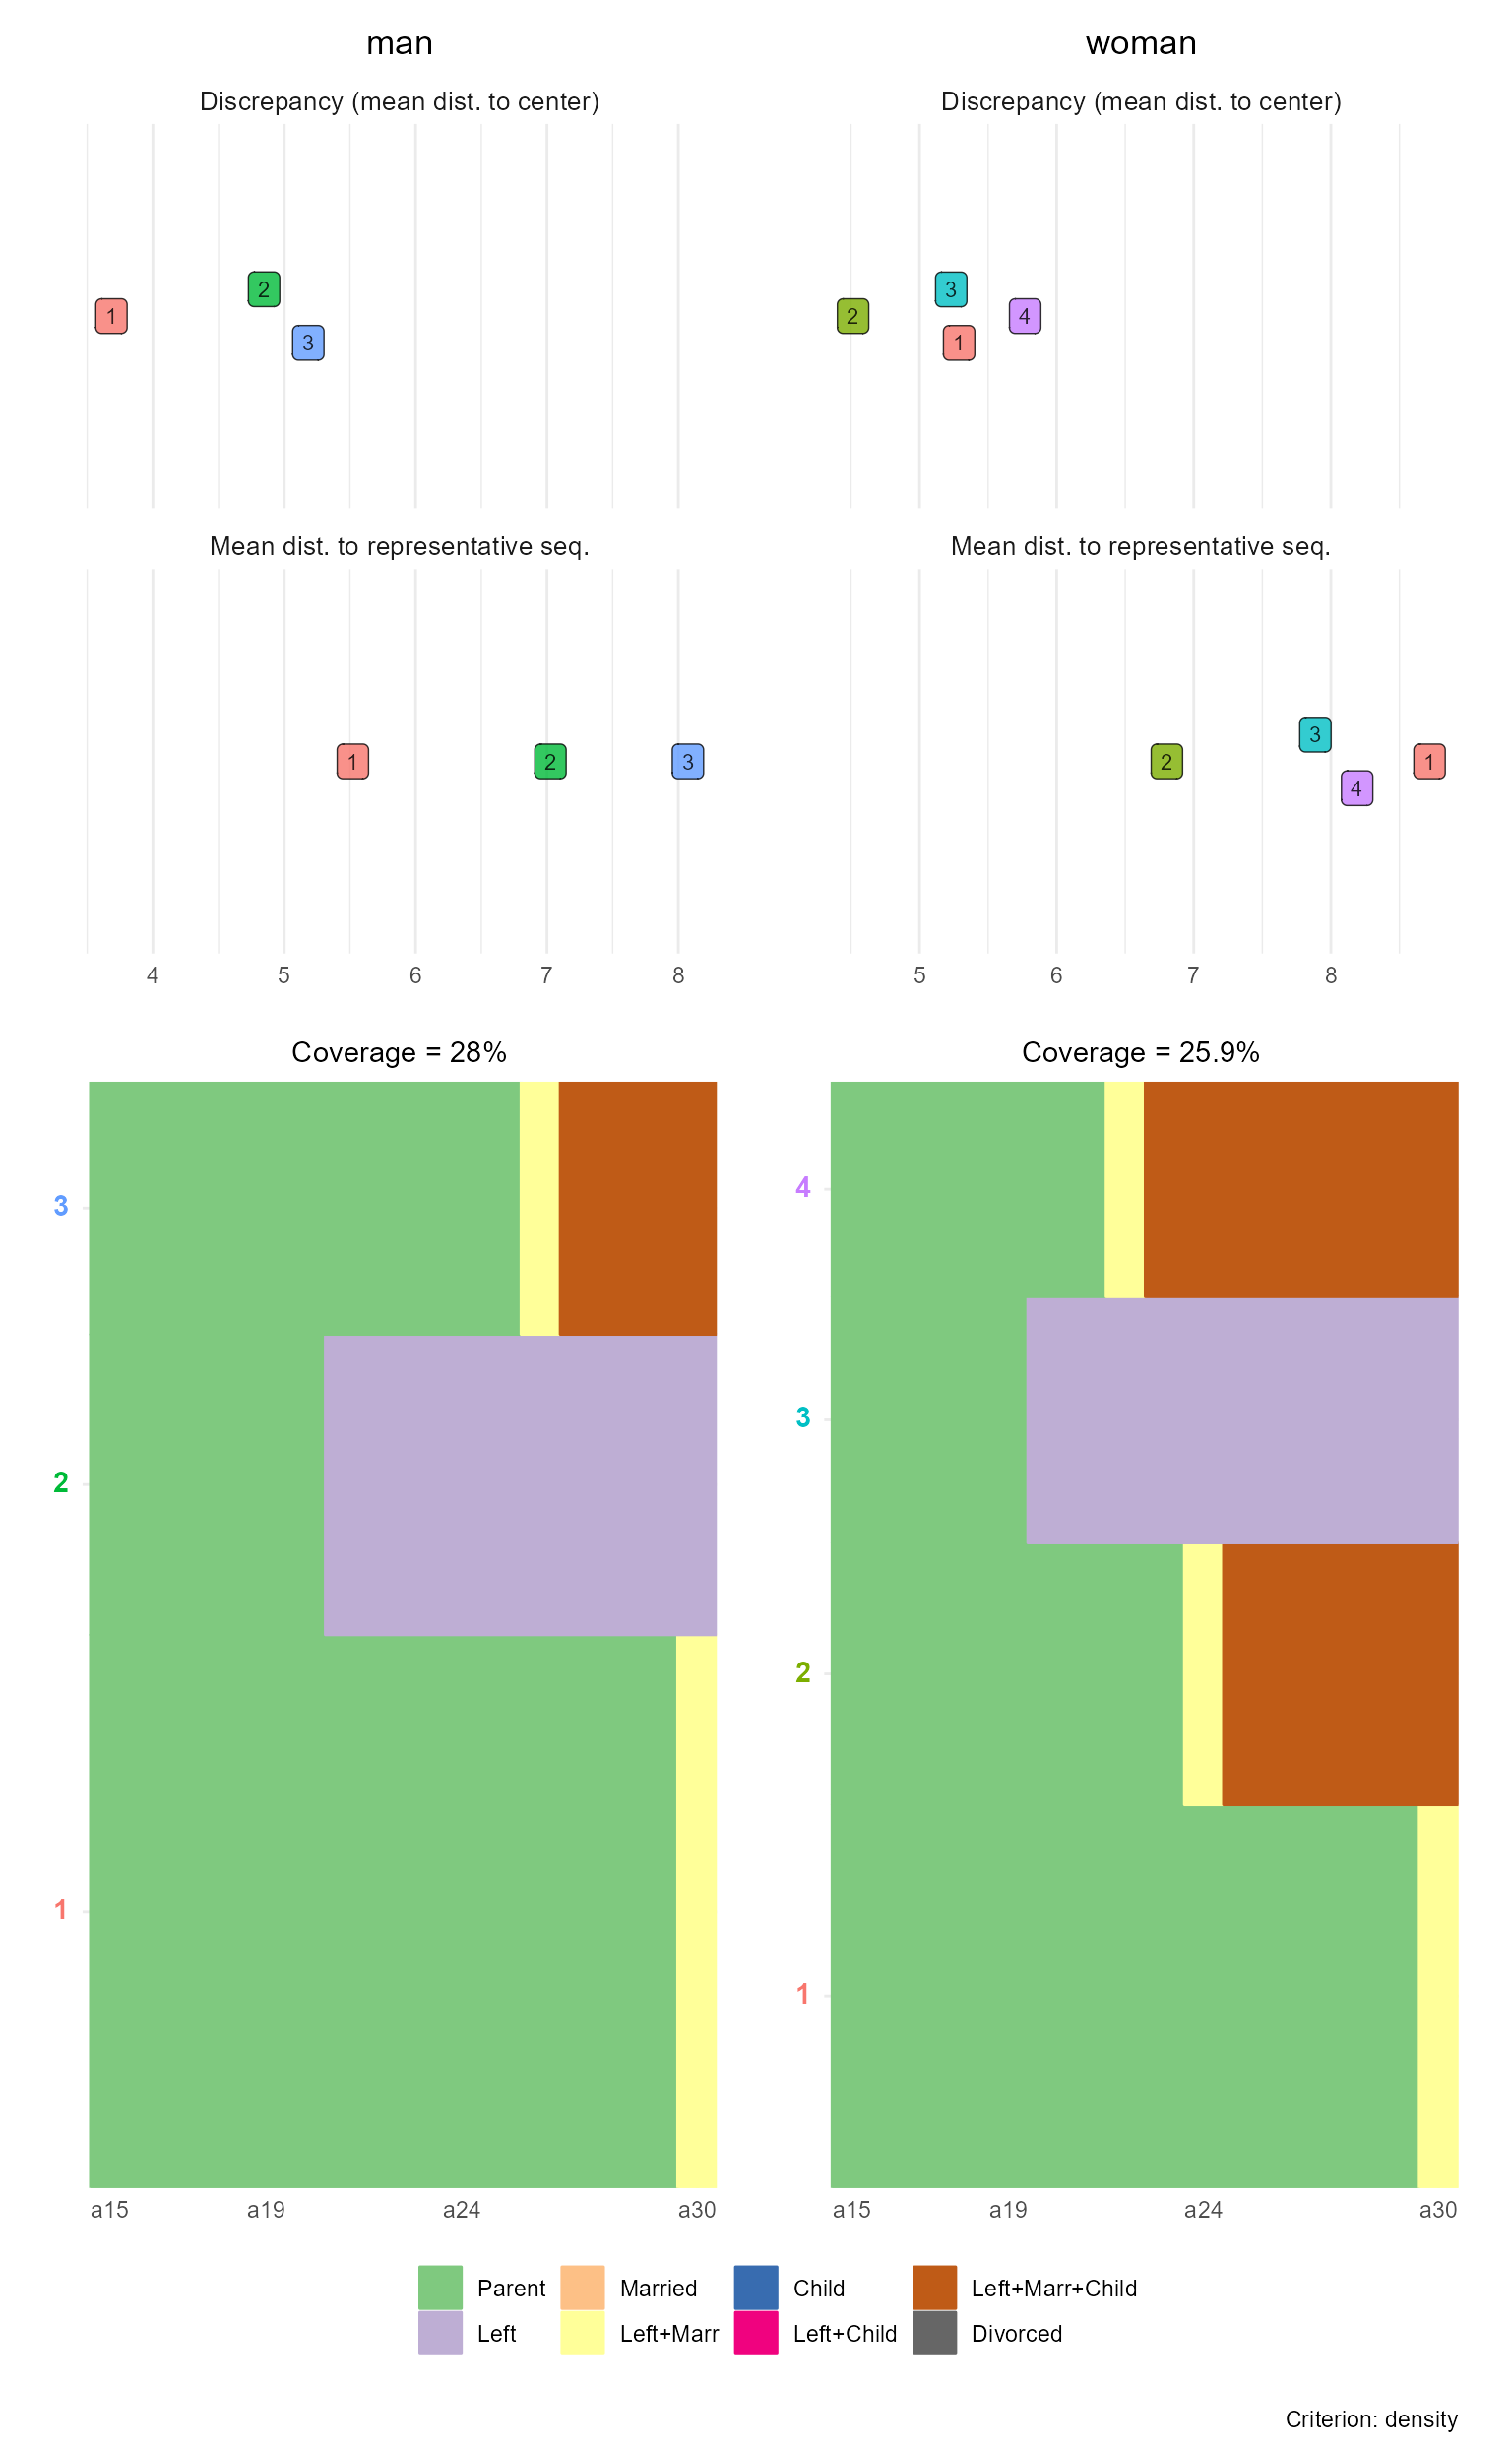 man woman
Discrepancy (mean dist. to center) Discrepancy (mean dist. to center)
2 3
1 2 4
3 1
Mean dist. to representative seq. Mean dist. to representative seq.
3
1 2 3 2 1
4
4 5 6 7 8 5 6 7 8
Coverage = 28% Coverage = 25.9%
4
3
3
2
2
1
1
a15 a19 a24 a30 a15 a19 a24 a30
Parent Married Child Left+Marr+Child
Left Left+Marr Left+Child Divorced
Criterion: density